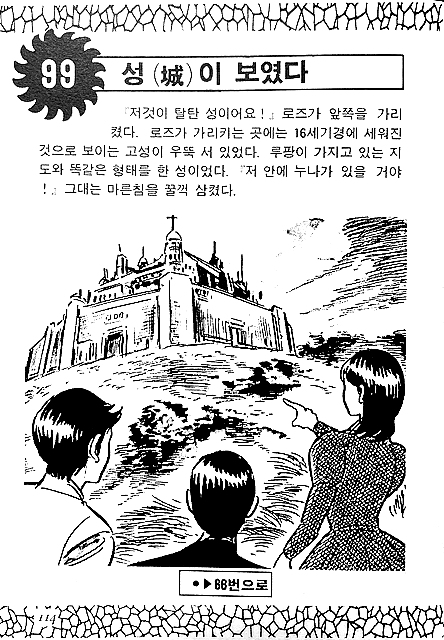 99 성(城)이 보였다
『저것이 탈탄 성이어요!』 로즈가 앞쪽을 가리
켰다. 로즈가 가리키는 곳에는 16세기경에 세워진
것으로 보이는 고성이 우뚝 서 있었다. 루팡이 가지고 있는 지
도와 똑같은 형태를 한 성이었다. 『저 안에 누나가 있을 거야
!』 그대는 마른침을 꿀꺽 삼켰다.
●▶66번으로
114